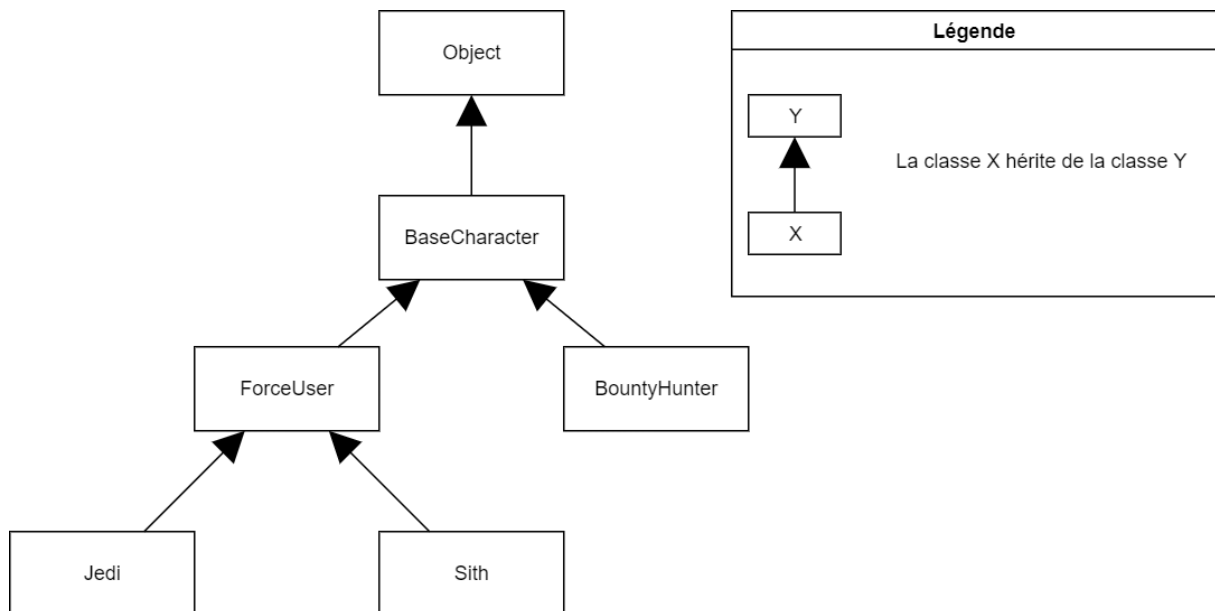 Object
BaseCharacter
ForceUser
BountyHunter
Jedi
Sith
Légende
Y
La classe X hérite de la classe Y
X